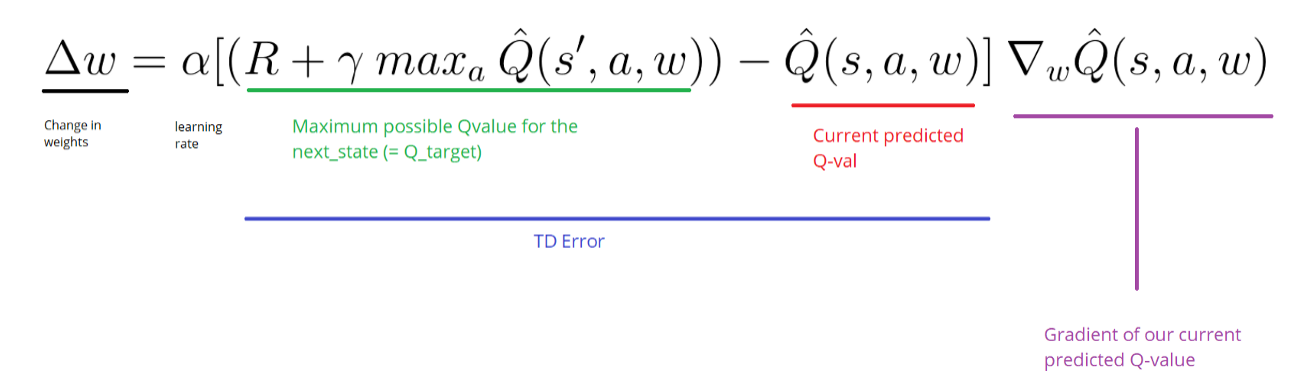 Δw = α[(R + γ max_a Q̂(s′, a, w)) − Q̂(s, a, w)] ∇_w Q̂(s, a, w)
Change in
weights
learning
rate
Maximum possible Qvalue for the
next_state (= Q_target)
Current predicted
Q-val
TD Error
Gradient of our current
predicted Q-value